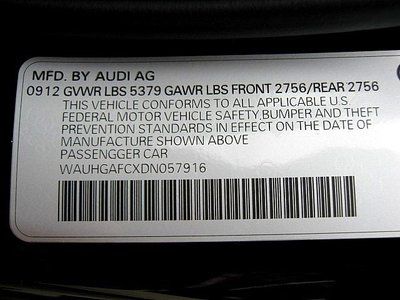 MFD. BY AUDI AG
0912 GVWR LBS 5379 GAWR LBS FRONT 2756/REAR 2756
THIS VEHICLE CONFORMS TO ALL APPLICABLE U.S
FEDERAL MOTOR VEHICLE SAFETY,BUMPER AND THEFT
PREVENTION STANDARDS IN EFFECT ON THE DATE OF
MANUFACTURE SHOWN ABOVE
PASSENGER CAR
WAUHGAFCXDN057916